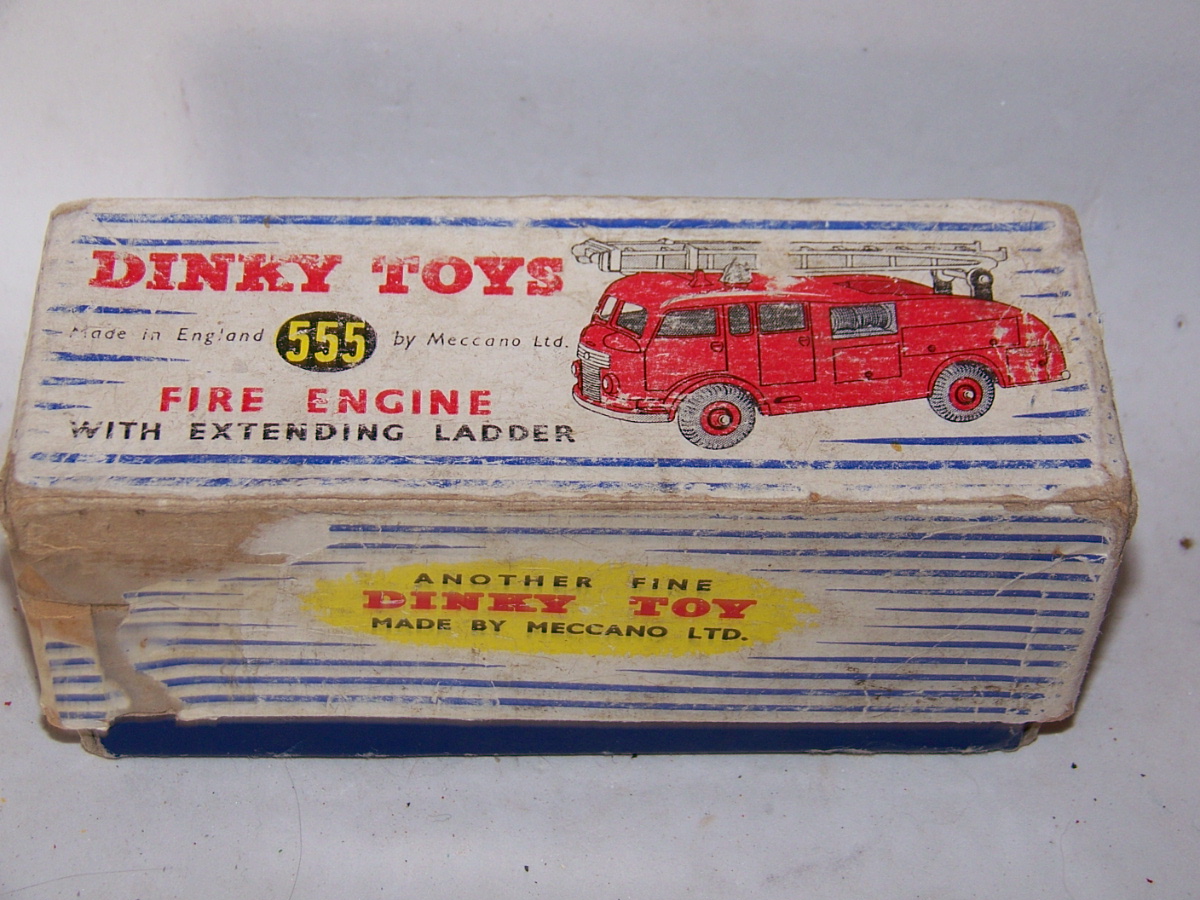 DINKY TOYS
Made in England 555 by Meccano Ltd.
FIRE ENGINE
WITH EXTENDING LADDER
ANOTHER FINE
DINKY TOY
MADE BY MECCANO LTD.